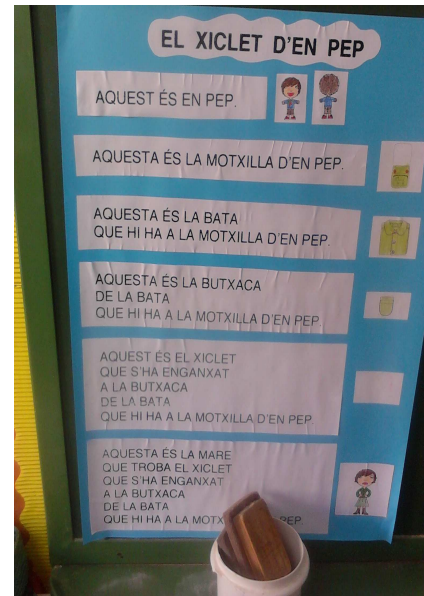 EL XICLET D'EN PEP
AQUEST ÉS EN PEP.
AQUESTA ÉS LA MOTXILLA D'EN PEP.
AQUESTA ÉS LA BATA
QUE HI HA A LA MOTXILLA D'EN PEP.
AQUESTA ÉS LA BUTXACA
DE LA BATA
QUE HI HA A LA MOTXILLA D'EN PEP.
AQUEST ÉS EL XICLET
QUE S'HA ENGANXAT
A LA BUTXACA
DE LA BATA
QUE HI HA A LA MOTXILLA D'EN PEP.
AQUESTA ÉS LA MARE
QUE TROBA EL XICLET
QUE S'HA ENGANXAT
A LA BUTXACA
DE LA BATA
QUE HI HA A LA PEP.